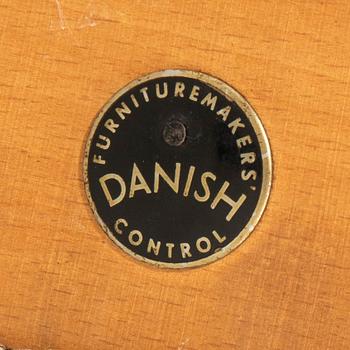 FURNITUREMAKERS'
DANISH
CONTROL